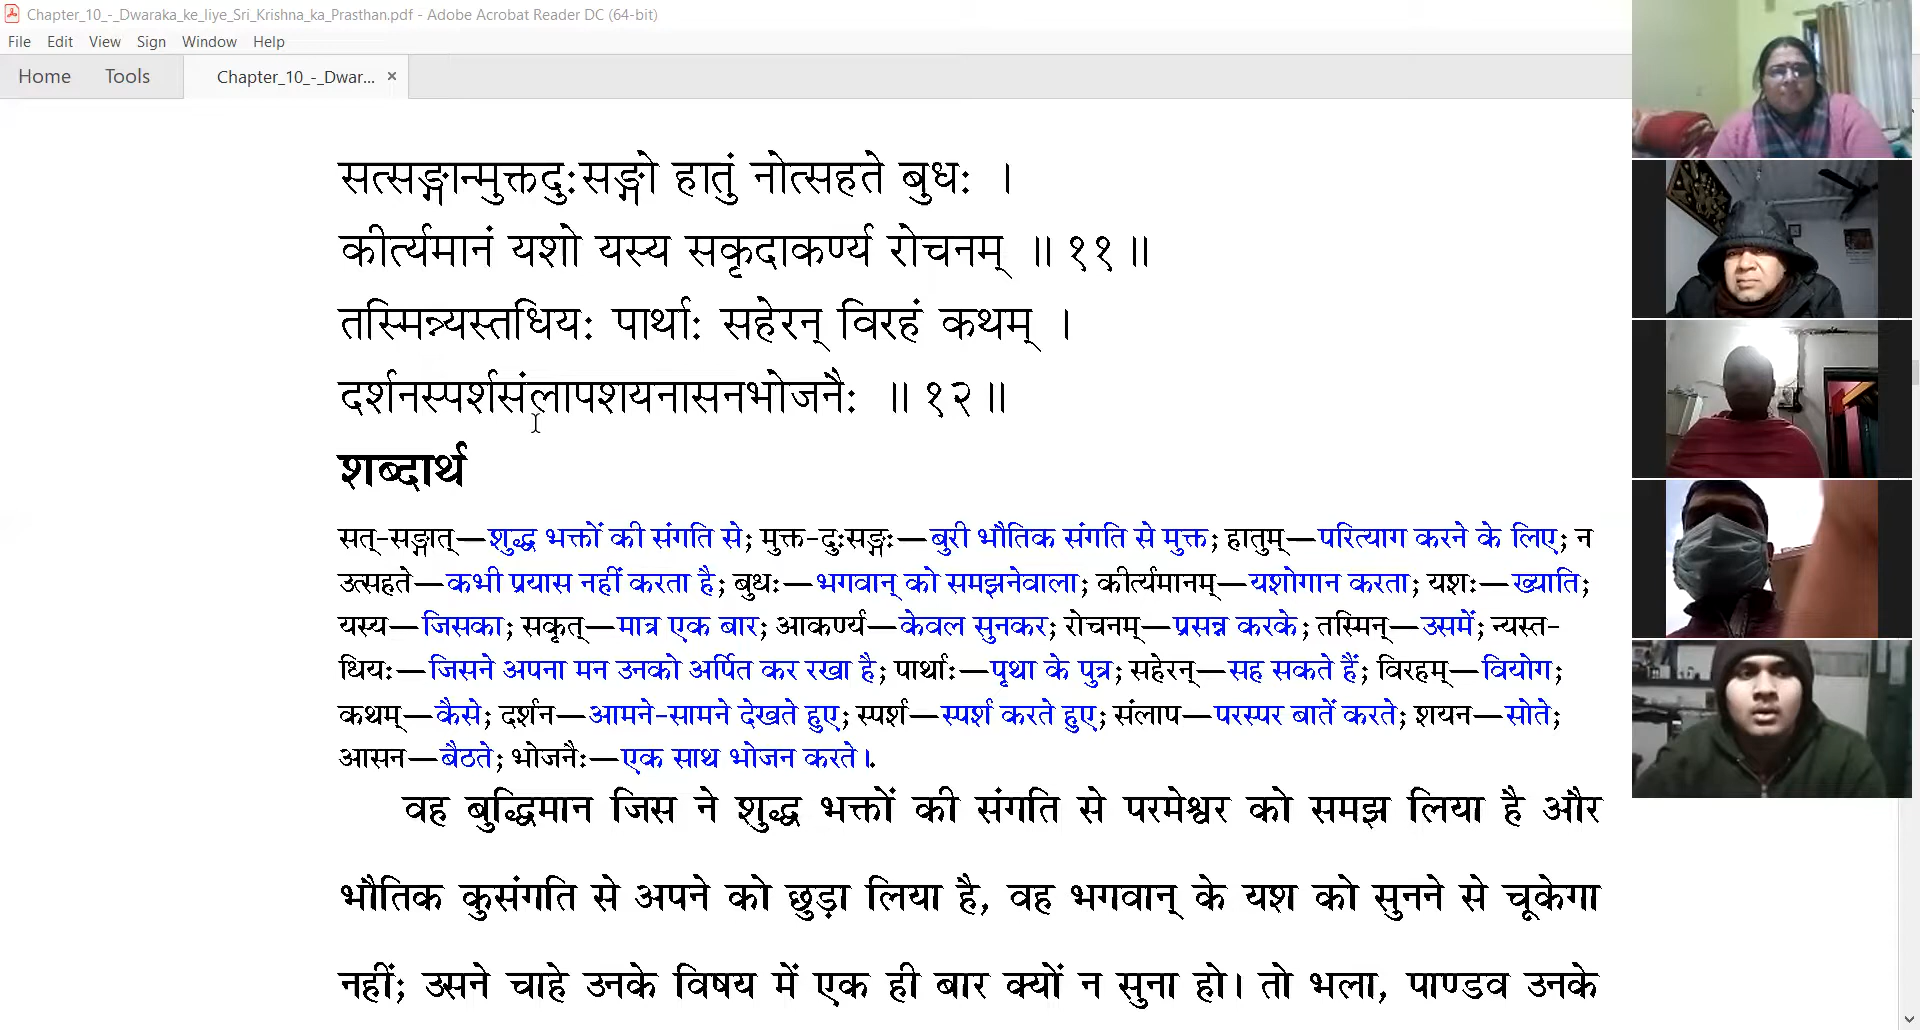 Chapter_10_-_Dwaraka_ke_liye_Sri_Krishna_ka_Prasthan.pdf - Adobe Acrobat Reader DC (64-bit)
File Edit View Sign Window Help
Home Tools Chapter_10_-_Dwar... ×
सत्सङ्गान्मुक्तदुःसङ्गो हातुं नोत्सहते बुधः ।
कीर्त्यमानं यशो यस्य सकृदाकर्ण्य रोचनम् ॥ ११ ॥
तस्मिन्न्यस्तधियः पार्थाः सहेरन् विरहं कथम् ।
दर्शनस्पर्शसंलापशयनासनभोजनैः ॥ १२ ॥
शब्दार्थ
सत्-सङ्गात्—शुद्ध भक्तों की संगति से; मुक्त-दुःसङ्गः—बुरी भौतिक संगति से मुक्त; हातुम्—परित्याग करने के लिए; न
उत्सहते—कभी प्रयास नहीं करता है; बुधः—भगवान् को समझनेवाला; कीर्त्यमानम्—यशोगान करता; यशः—ख्याति;
यस्य—जिसका; सकृत्—मात्र एक बार; आकर्ण्य—केवल सुनकर; रोचनम्—प्रसन्न करके; तस्मिन्—उसमें; न्यस्त-
धियः—जिसने अपना मन उनको अर्पित कर रखा है; पार्थाः—पृथा के पुत्र; सहेरन्—सह सकते हैं; विरहम्—वियोग;
कथम्—कैसे; दर्शन—आमने-सामने देखते हुए; स्पर्श—स्पर्श करते हुए; संलाप—परस्पर बातें करते; शयन—सोते;
आसन—बैठते; भोजनैः—एक साथ भोजन करते।.
वह बुद्धिमान जिस ने शुद्ध भक्तों की संगति से परमेश्वर को समझ लिया है और
भौतिक कुसंगति से अपने को छुड़ा लिया है, वह भगवान् के यश को सुनने से चूकेगा
नहीं; उसने चाहे उनके विषय में एक ही बार क्यों न सुना हो। तो भला, पाण्डव उनके